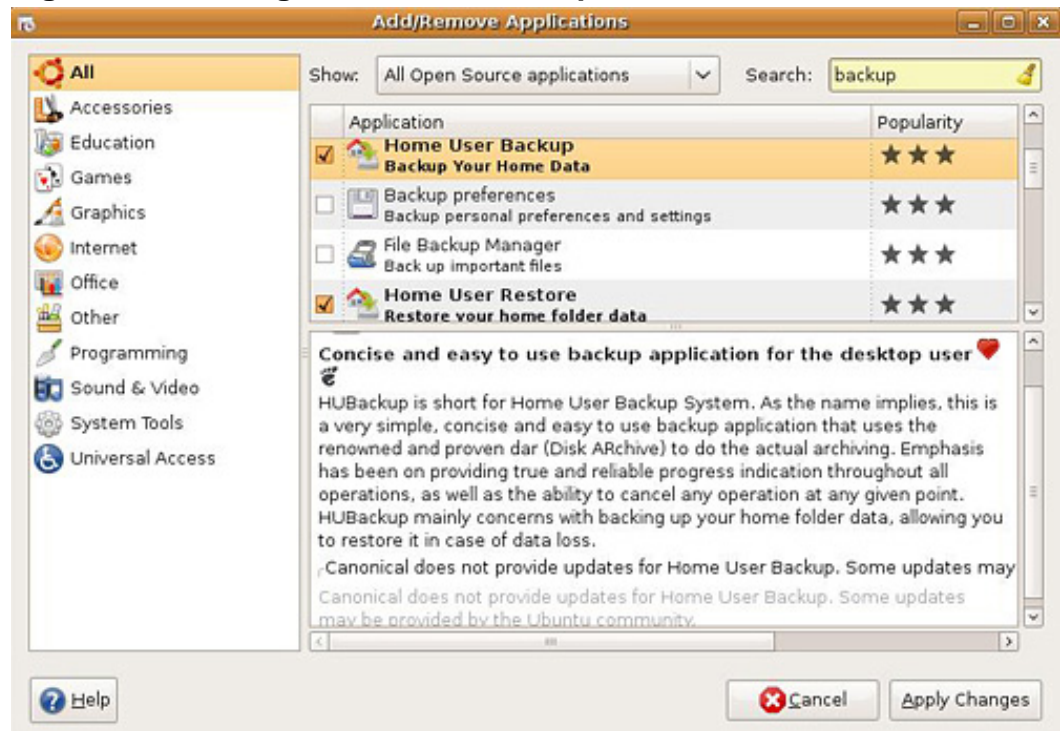 Add/Remove Applications
All
Accessories
Education
Games
Graphics
Internet
Office
Other
Programming
Sound & Video
System Tools
Universal Access
Show: All Open Source applications Search: backup
Application Popularity
Home User Backup
Backup Your Home Data
Backup preferences
Backup personal preferences and settings
File Backup Manager
Back up important files
Home User Restore
Restore your home folder data
Concise and easy to use backup application for the desktop user
HUBackup is short for Home User Backup System. As the name implies, this is
a very simple, concise and easy to use backup application that uses the
renowned and proven dar (Disk ARchive) to do the actual archiving. Emphasis
has been on providing true and reliable progress indication throughout all
operations, as well as the ability to cancel any operation at any given point.
HUBackup mainly concerns with backing up your home folder data, allowing you
to restore it in case of data loss.
Canonical does not provide updates for Home User Backup. Some updates may
Canonical does not provide updates for Home User Backup. Some updates
may be provided by the Ubuntu community.
Help
Cancel
Apply Changes